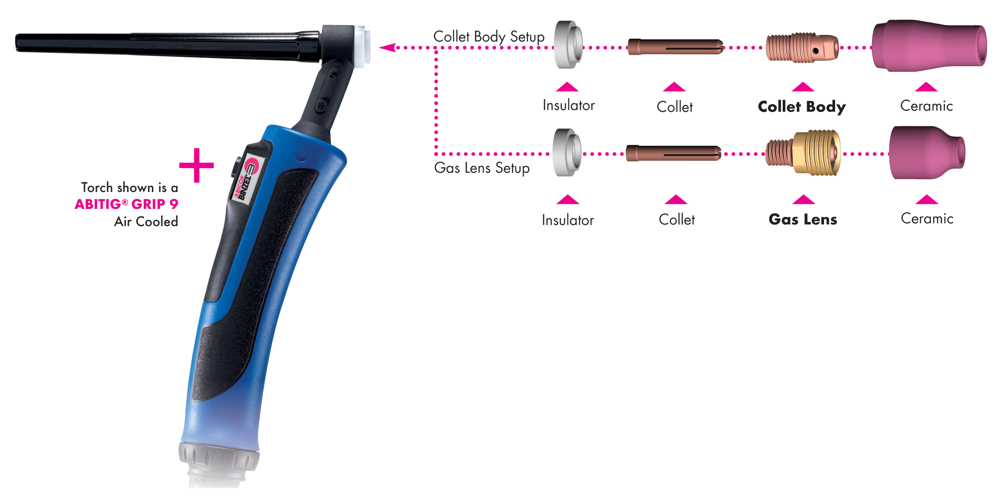 Collet Body Setup
Insulator
Collet
Collet Body
Ceramic
Gas Lens Setup
Insulator
Collet
Gas Lens
Ceramic
Torch shown is a
ABITIG® GRIP 9
Air Cooled
ABICOR
BINZEL®
9